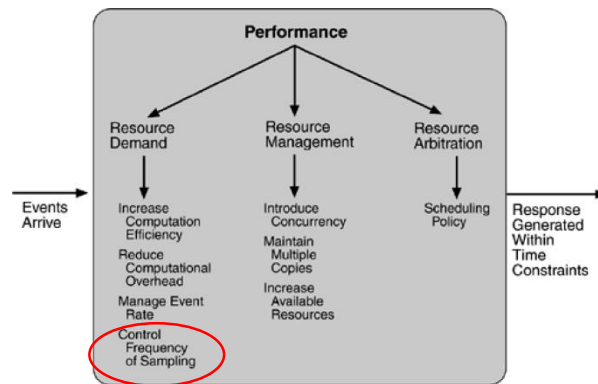 Performance
Resource
Demand
Resource
Management
Resource
Arbitration
Events
Arrive
Increase
Computation
Efficiency
Reduce
Computational
Overhead
Manage Event
Rate
Control
Frequency
of Sampling
Introduce
Concurrency
Maintain
Multiple
Copies
Increase
Available
Resources
Scheduling
Policy
Response
Generated
Within
Time
Constraints